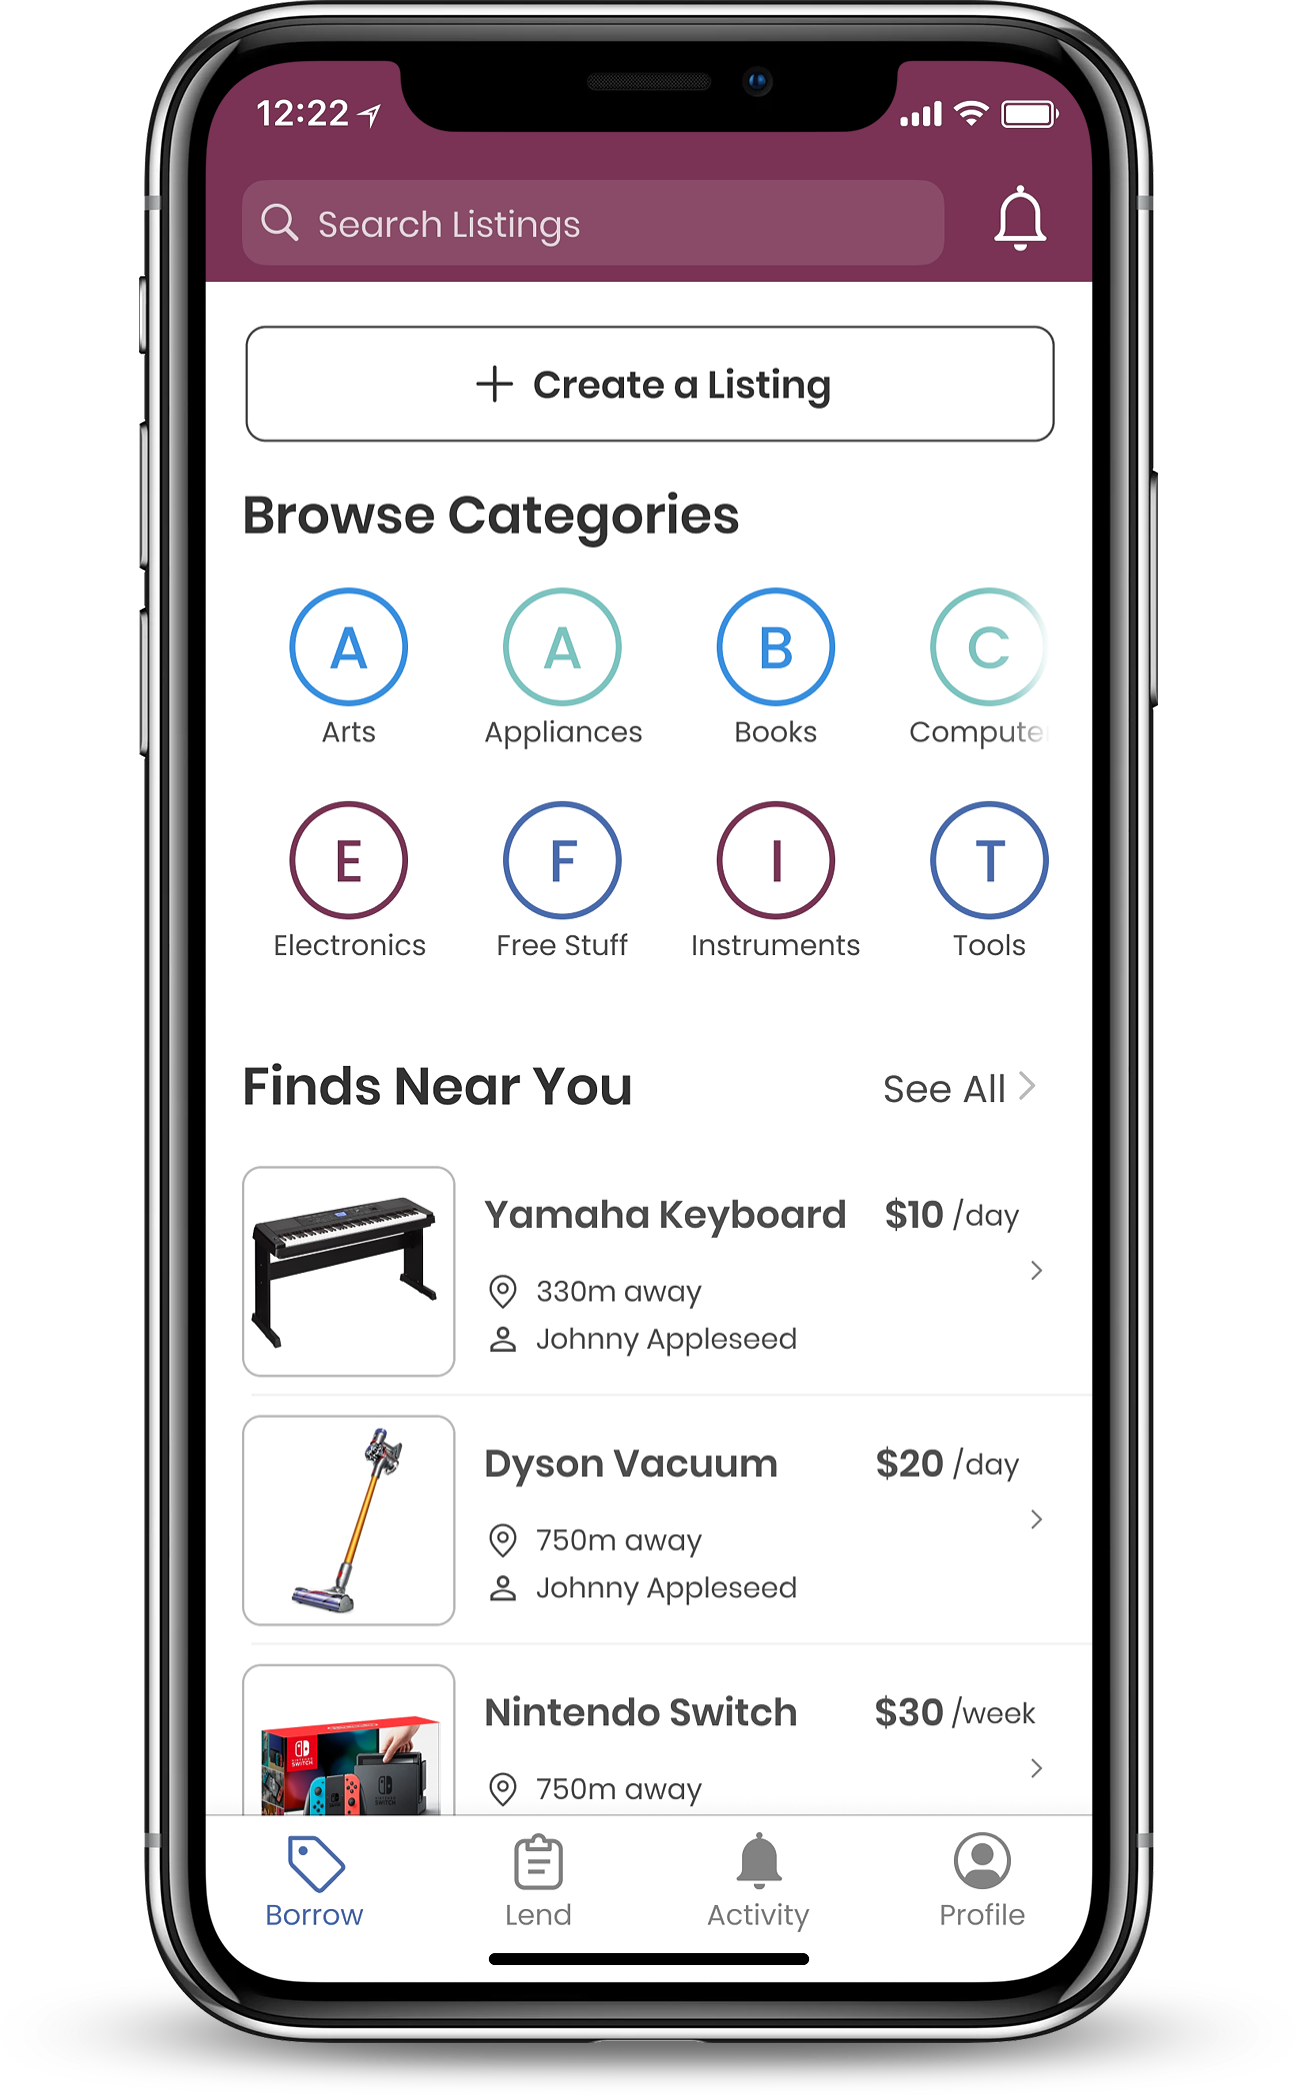 12:22
Search Listings
Create a Listing
Browse Categories
A A B C
Arts Appliances Books Compute
E F I T
Electronics Free Stuff Instruments Tools
Finds Near You See All
Yamaha Keyboard $10 /day
330m away
Johnny Appleseed
Dyson Vacuum $20 /day
750m away
Johnny Appleseed
Nintendo Switch $30 /week
750m away
NINTENDO
SWITCH
Borrow Lend Activity Profile